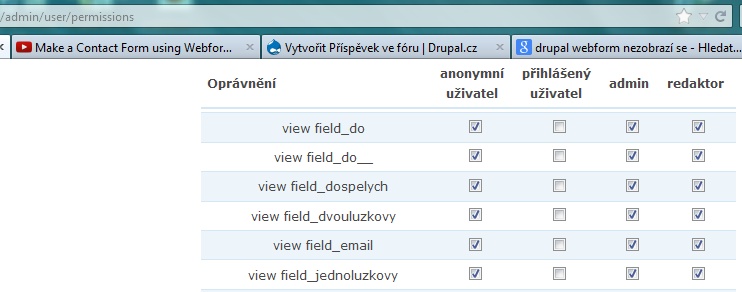 /admin/user/permissions
Make a Contact Form using Webfor...
Vytvořit Příspěvek ve fóru | Drupal.cz
drupal webform nezobrazí se - Hledat...
Oprávnění anonymní uživatel přihlášený uživatel admin redaktor
view field_do
view field_do__
view field_dospelych
view field_dvouluzkovy
view field_email
view field_jednoluzkovy